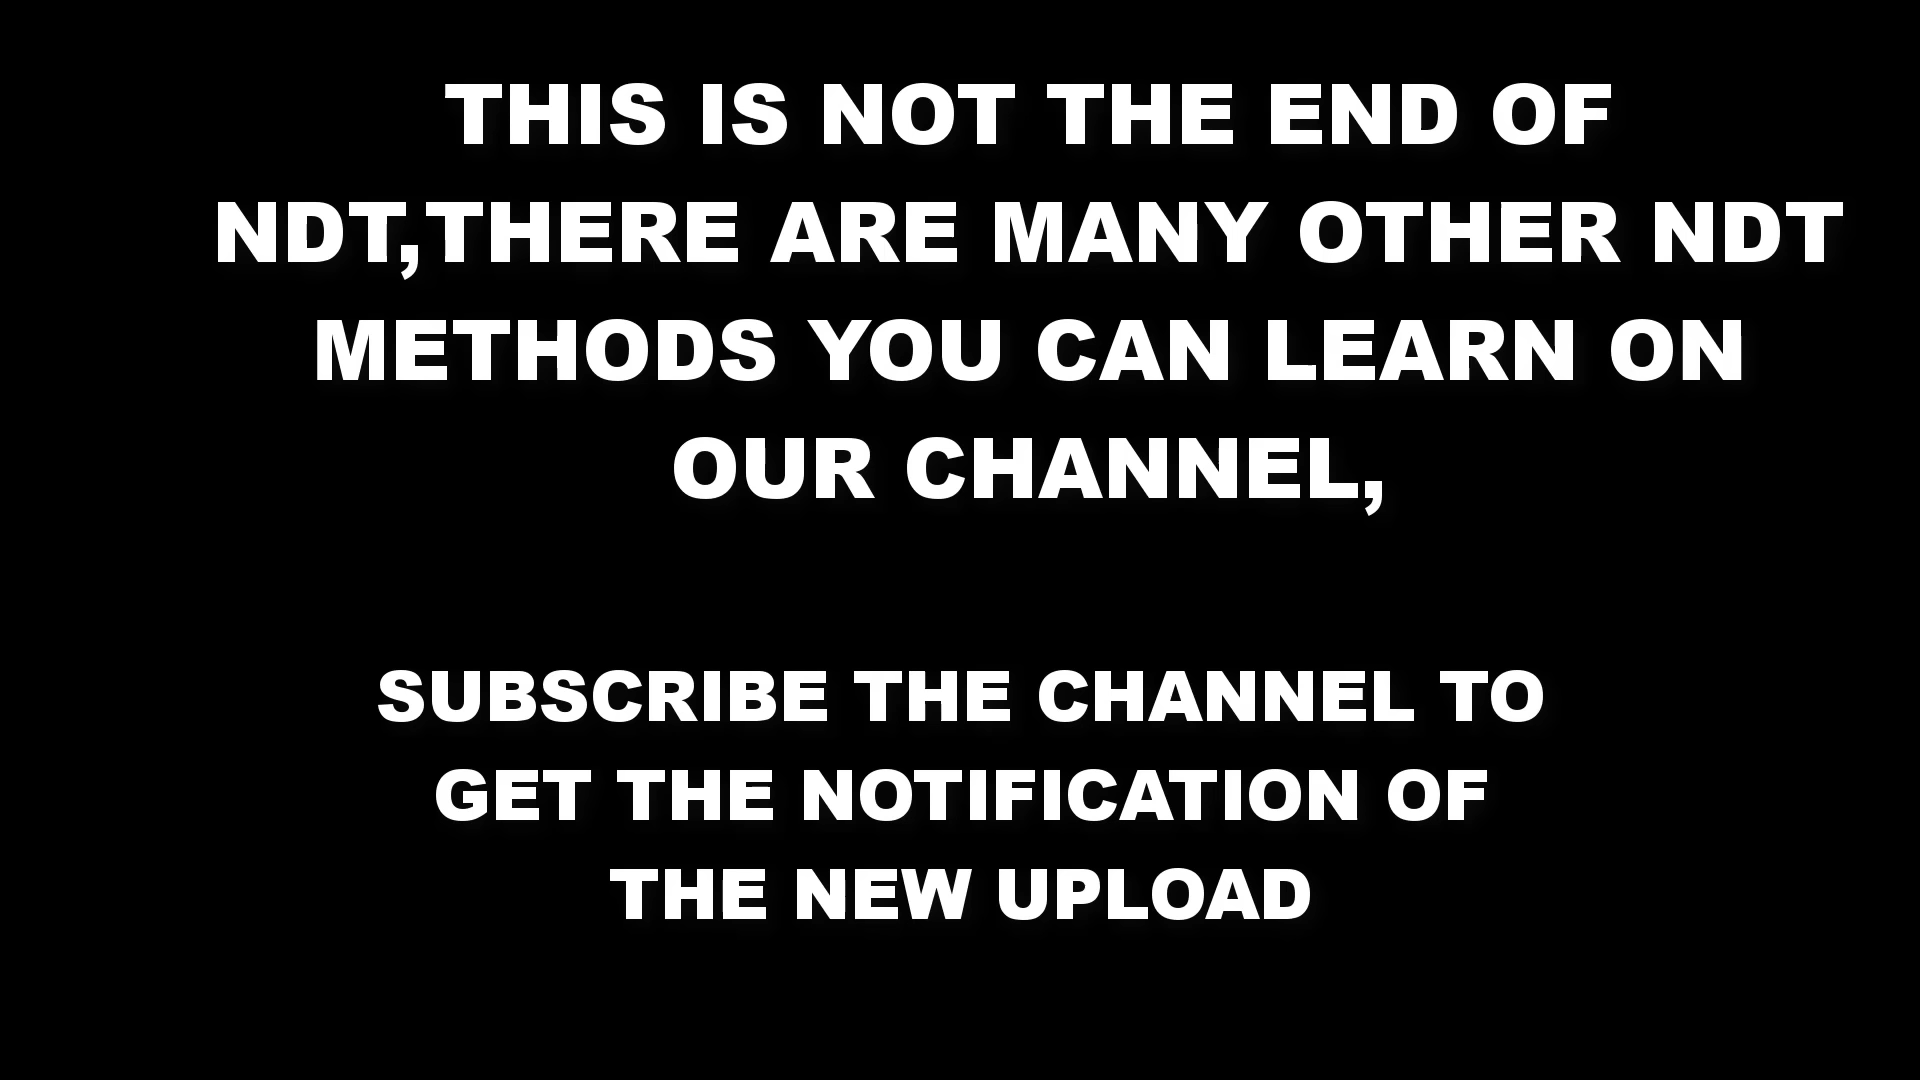 THIS IS NOT THE END OF
NDT,THERE ARE MANY OTHER NDT
METHODS YOU CAN LEARN ON
OUR CHANNEL,
SUBSCRIBE THE CHANNEL TO
GET THE NOTIFICATION OF
THE NEW UPLOAD